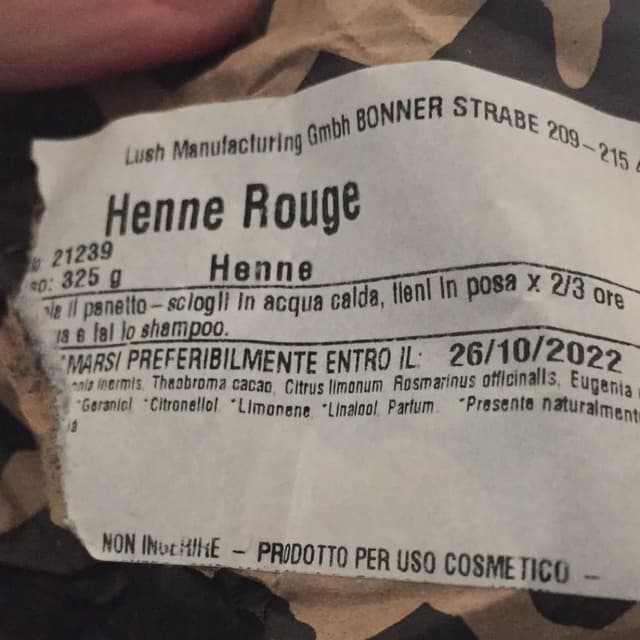 Lush Manufacturing Gmbh BONNER STRABE 209-215
Henne Rouge
21239
325 g Henne
il panetto - sciogli in acqua calda, tieni in posa x 2/3 ore
e fai lo shampoo.
MARSI PREFERIBILMENTE ENTRO IL: 26/10/2022
inermis, Theobroma cacao, Citrus limonum, Rosmarinus officinalis, Eugenia
*Geraniol, *Citronellol, *Limonene, *Linalool, Parfum. *Presente naturalment
NON INGERIRE - PRODOTTO PER USO COSMETICO -